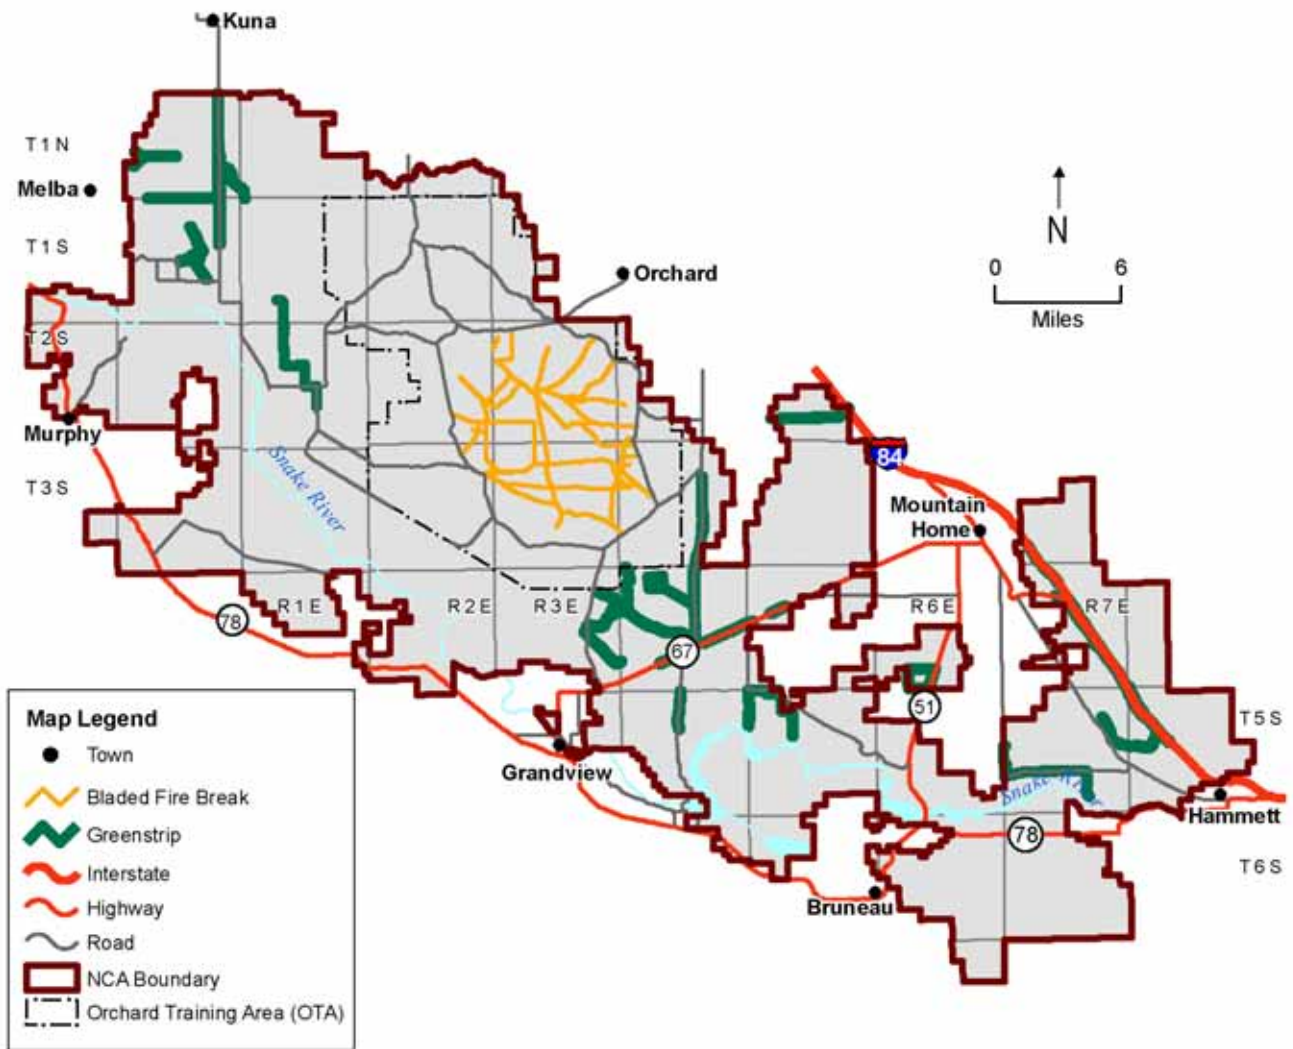 Kuna
T1N
Melba
T1S
N
0 6
Miles
Orchard
T2S
Murphy
Snake River
T3S
84
Mountain
Home
R1E
R2E
R3E
R6E
R7E
78
67
51
T5S
Grandview
Snake River
Hammett
78
T6S
Bruneau
Map Legend
Town
Bladed Fire Break
Greenstrip
Interstate
Highway
Road
NCA Boundary
Orchard Training Area (OTA)